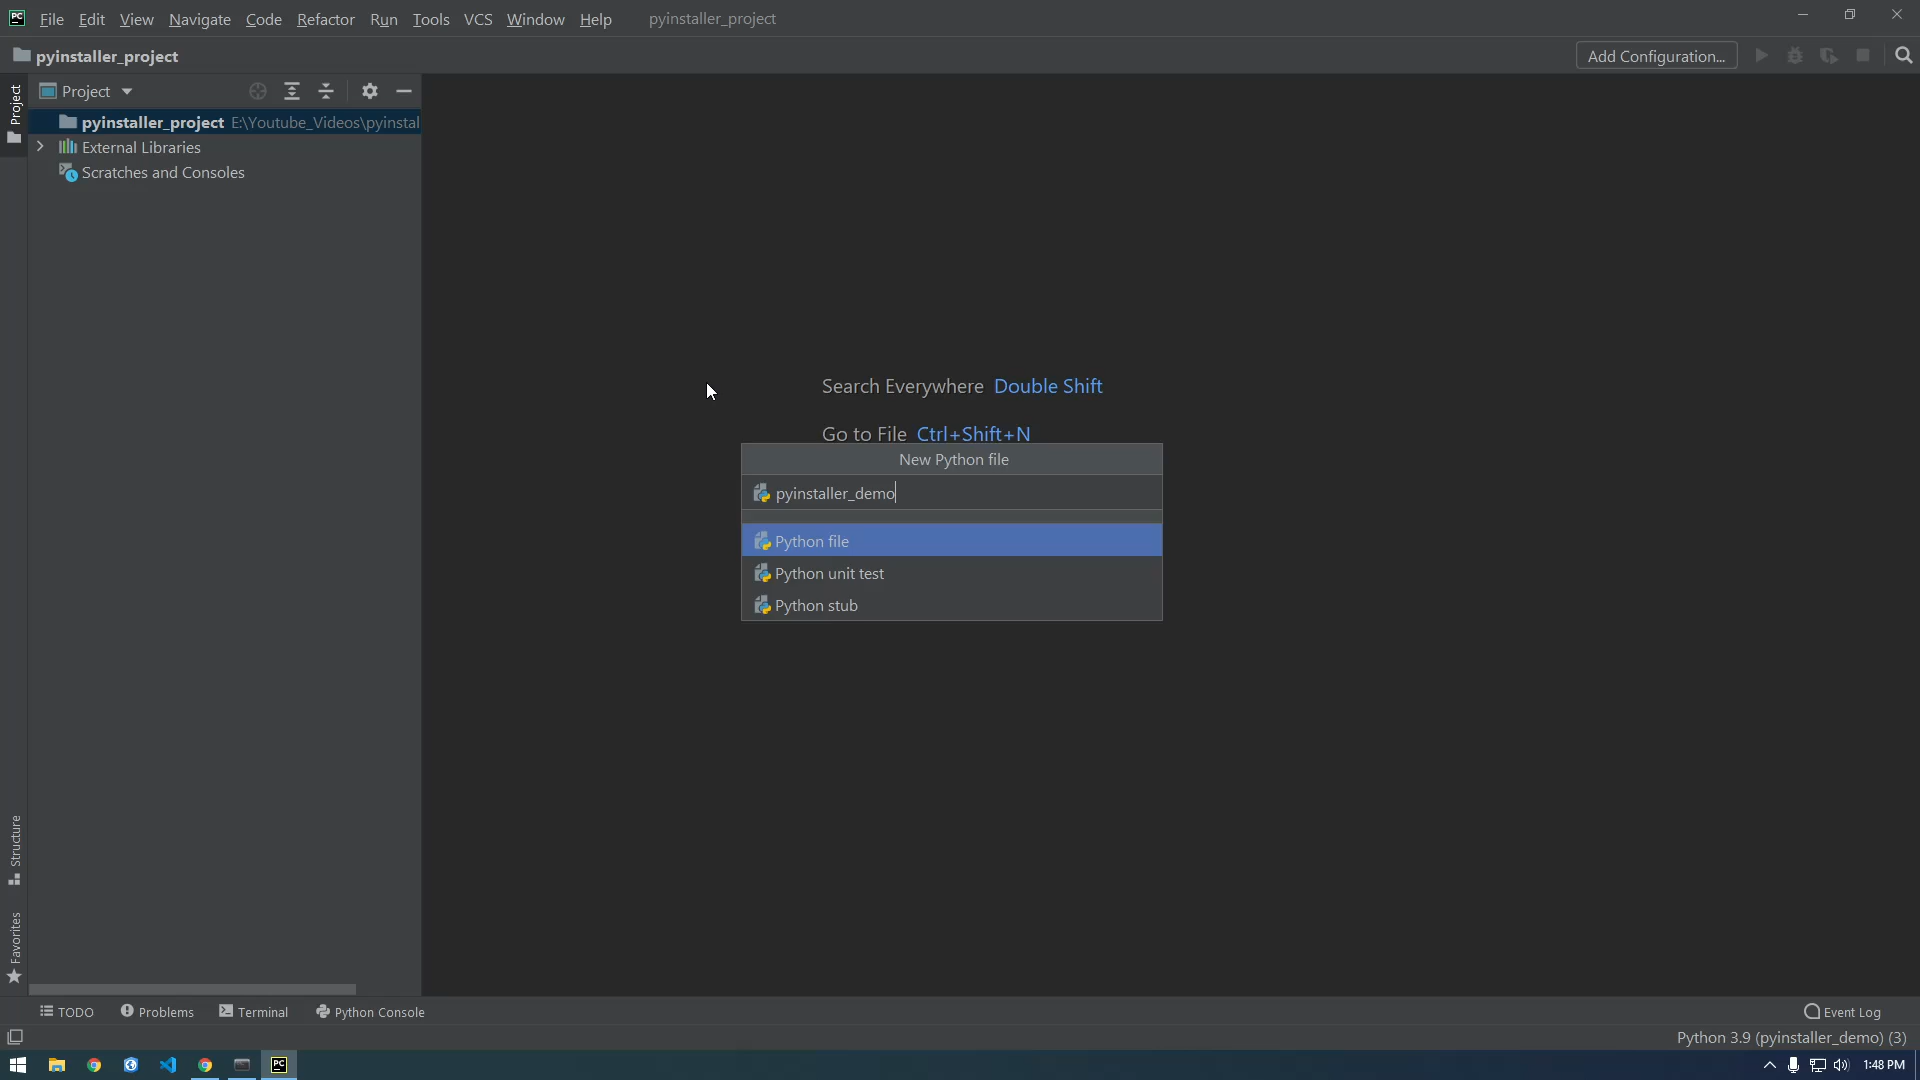 PC File Edit View Navigate Code Refactor Run Tools VCS Window Help pyinstaller_project
pyinstaller_project Add Configuration...
Project
Project
pyinstaller_project E:\Youtube_Videos\pyinstal
External Libraries
Scratches and Consoles
Search Everywhere Double Shift
Go to File Ctrl+Shift+N
New Python file
pyinstaller_demo
Python file
Python unit test
Python stub
Structure
Favorites
TODO Problems Terminal Python Console Event Log
Python 3.9 (pyinstaller_demo) (3)
PC 1:48 PM